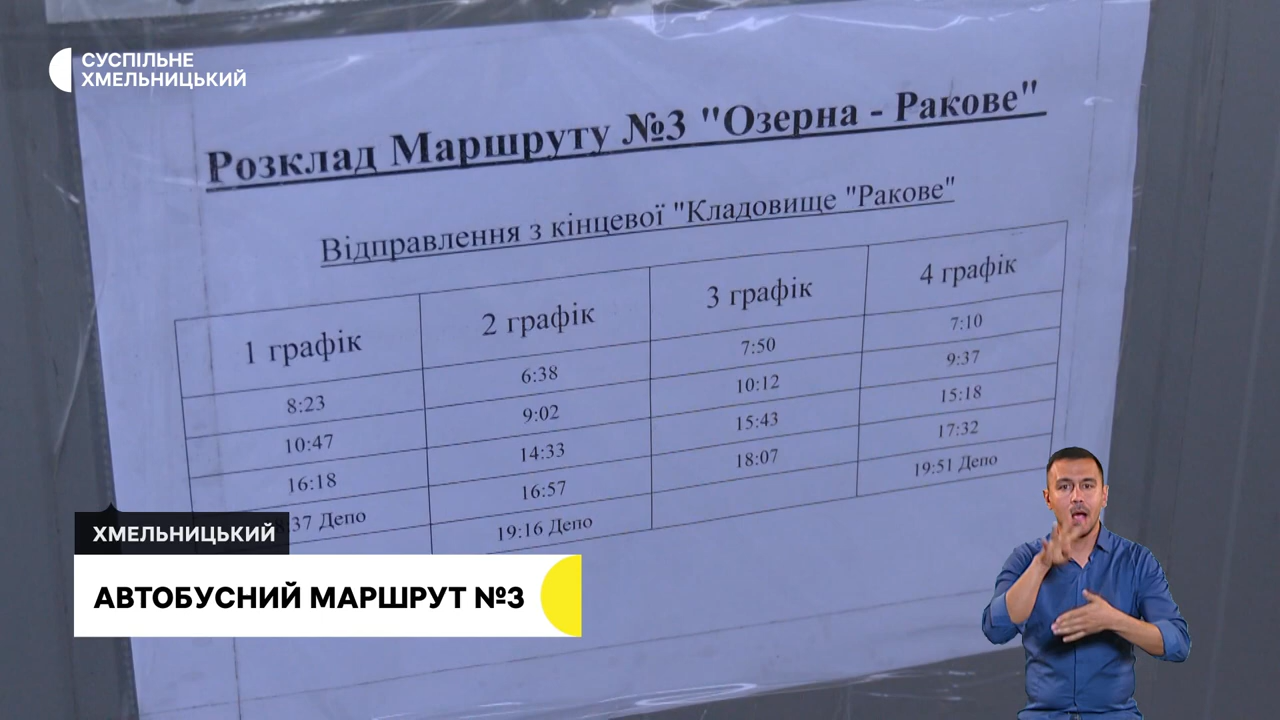 СУСПІЛЬНЕ
ХМЕЛЬНИЦЬКИЙ
Розклад Маршруту №3 "Озерна - Ракове"
Відправлення з кінцевої "Кладовище "Ракове"
1 графік 2 графік 3 графік 4 графік
8:23 6:38 7:50 7:10
10:47 9:02 10:12 9:37
16:18 14:33 15:43 15:18
:37 Депо 16:57 18:07 17:32
19:16 Депо 19:51 Депо
ХМЕЛЬНИЦЬКИЙ
АВТОБУСНИЙ МАРШРУТ №3